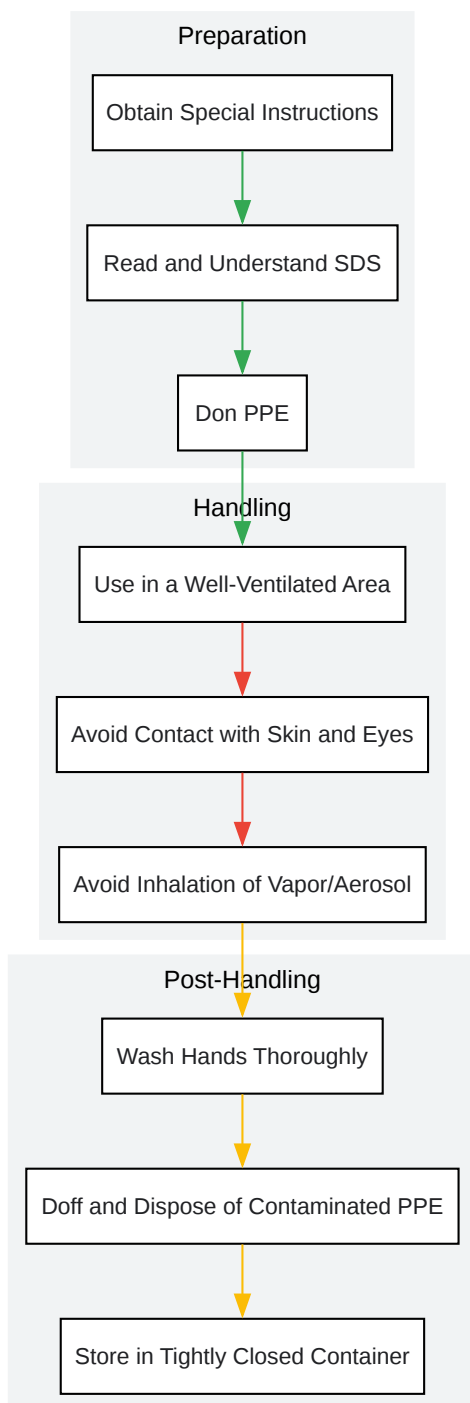 Preparation
Obtain Special Instructions
Read and Understand SDS
Don PPE
Handling
Use in a Well-Ventilated Area
Avoid Contact with Skin and Eyes
Avoid Inhalation of Vapor/Aerosol
Post-Handling
Wash Hands Thoroughly
Doff and Dispose of Contaminated PPE
Store in Tightly Closed Container